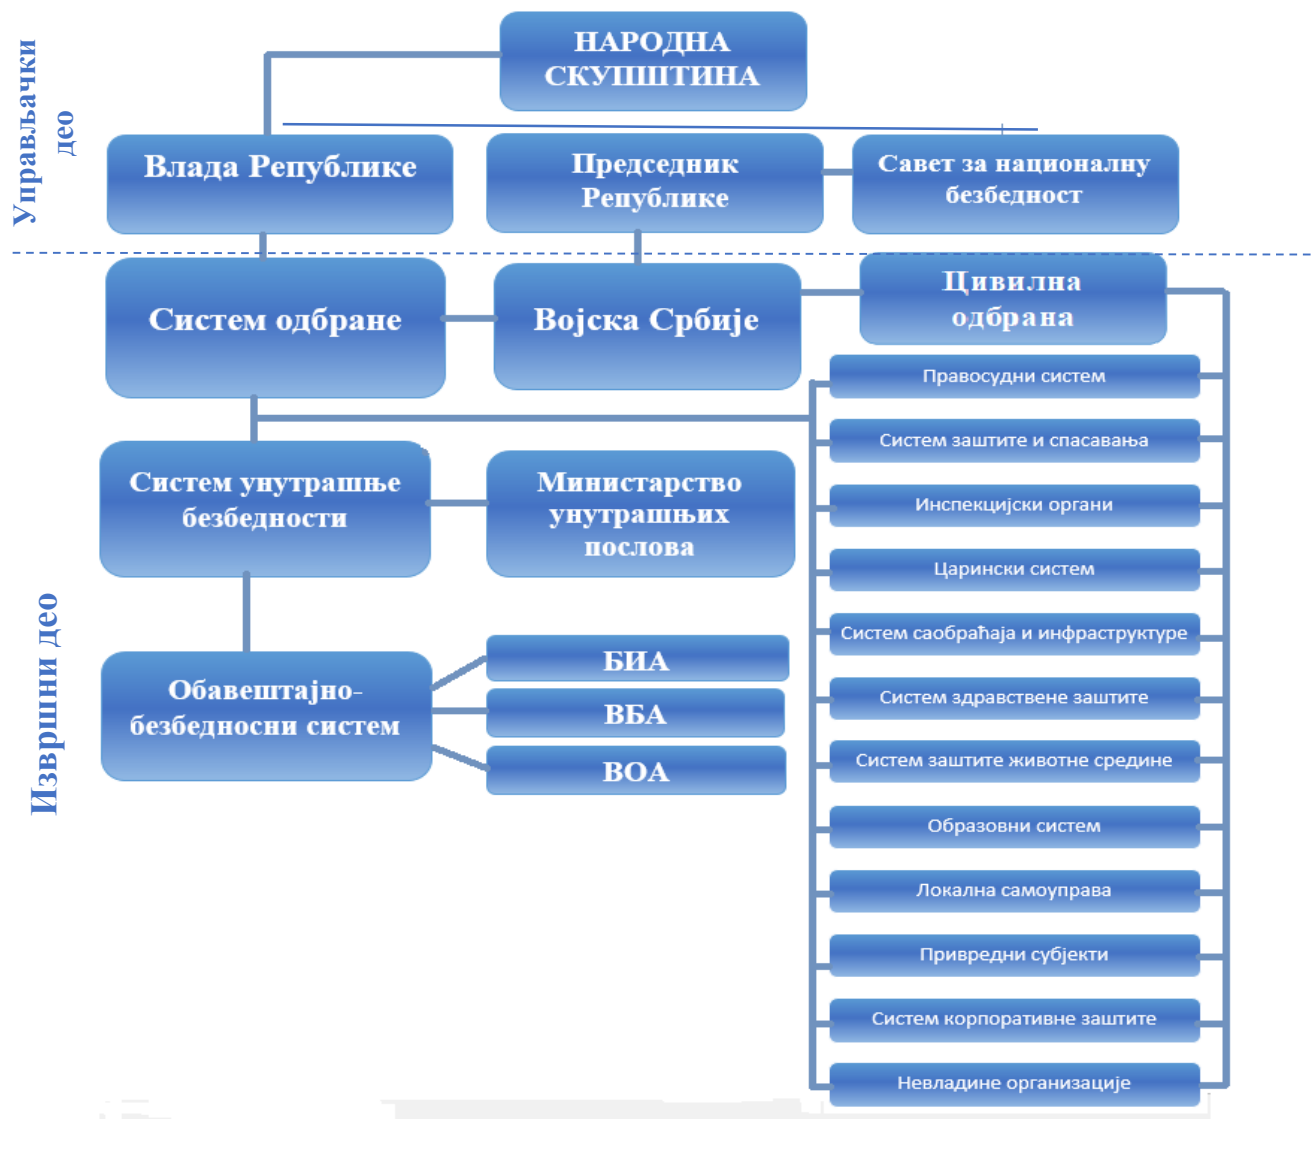 Управљачки
део
НАРОДНА
СКУПШТИНА
Влада Републике
Председник
Републике
Савет за националну
безбедност
Извршни део
Систем одбране
Војска Србије
Цивилна
одбрана
Систем унутрашње
безбедности
Министарство
унутрашњих
послова
Обавештајно-
безбедносни систем
БИА
ВБА
ВОА
Правосудни систем
Систем заштите и спасавања
Инспекцијски органи
Царински систем
Систем саобраћаја и инфраструктуре
Систем здравствене заштите
Систем заштите животне средине
Образовни систем
Локална самоуправа
Привредни субјекти
Систем корпоративне заштите
Невладине организације